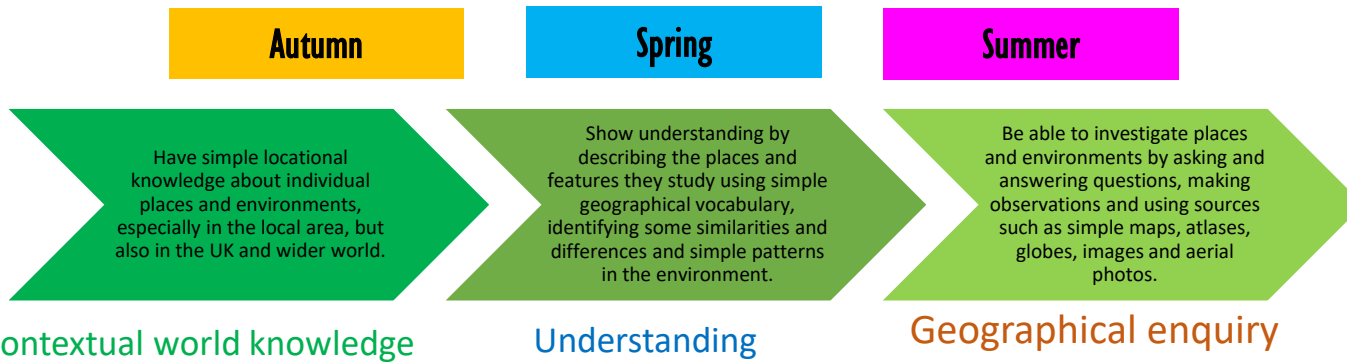 Autumn
Spring
Summer
Have simple locational
knowledge about individual
places and environments,
especially in the local area, but
also in the UK and wider world.
Show understanding by
describing the places and
features they study using simple
geographical vocabulary,
identifying some similarities and
differences and simple patterns
in the environment.
Be able to investigate places
and environments by asking and
answering questions, making
observations and using sources
such as simple maps, atlases,
globes, images and aerial
photos.
ontextual world knowledge
Understanding
Geographical enquiry